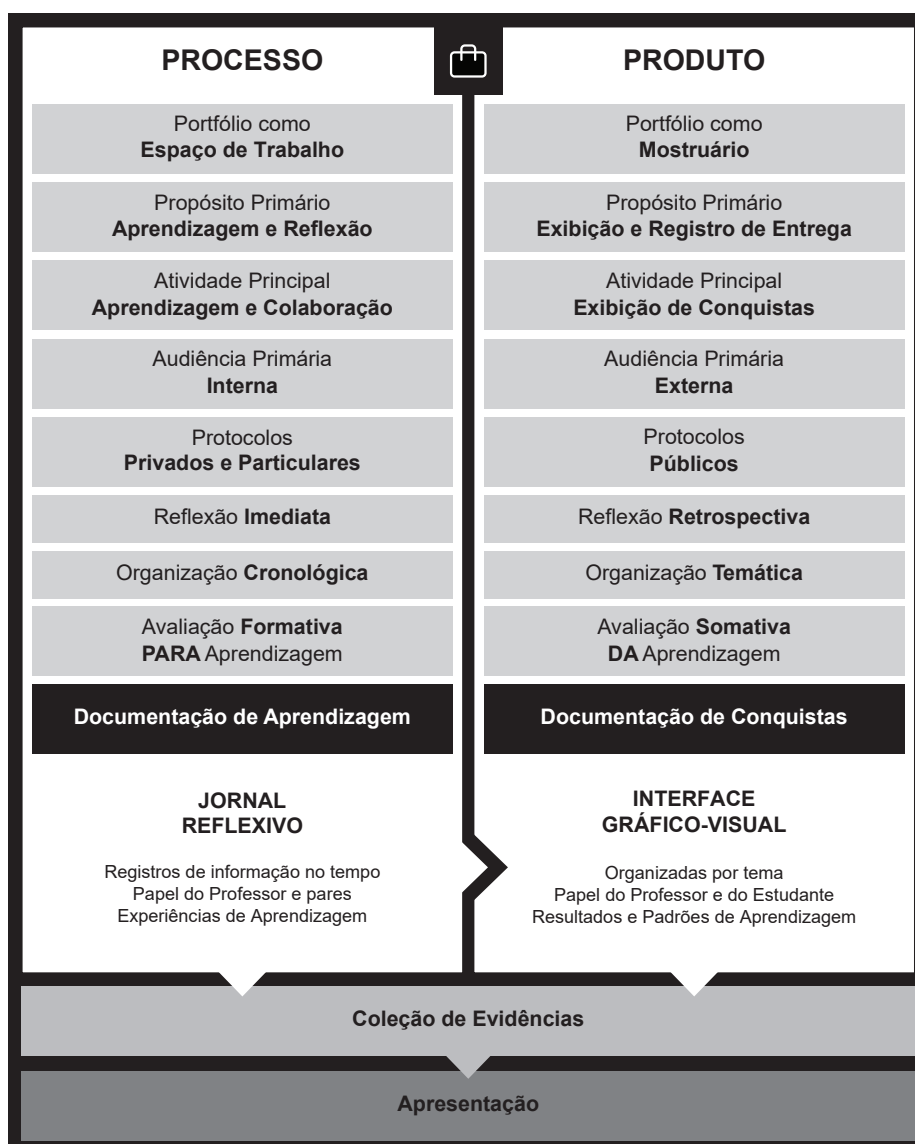 PROCESSO
Portfólio como
Espaço de Trabalho
Propósito Primário
Aprendizagem e Reflexão
Atividade Principal
Aprendizagem e Colaboração
Audiência Primária
Interna
Protocolos
Privados e Particulares
Reflexão Imediata
Organização Cronológica
Avaliação Formativa
PARA Aprendizagem
Documentação de Aprendizagem
JORNAL
REFLEXIVO
Registros de informação no tempo
Papel do Professor e pares
Experiências de Aprendizagem
PRODUTO
Portfólio como
Mostruário
Propósito Primário
Exibição e Registro de Entrega
Atividade Principal
Exibição de Conquistas
Audiência Primária
Externa
Protocolos
Públicos
Reflexão Retrospectiva
Organização Temática
Avaliação Somativa
DA Aprendizagem
Documentação de Conquistas
INTERFACE
GRÁFICO-VISUAL
Organizadas por tema
Papel do Professor e do Estudante
Resultados e Padrões de Aprendizagem
Coleção de Evidências
Apresentação